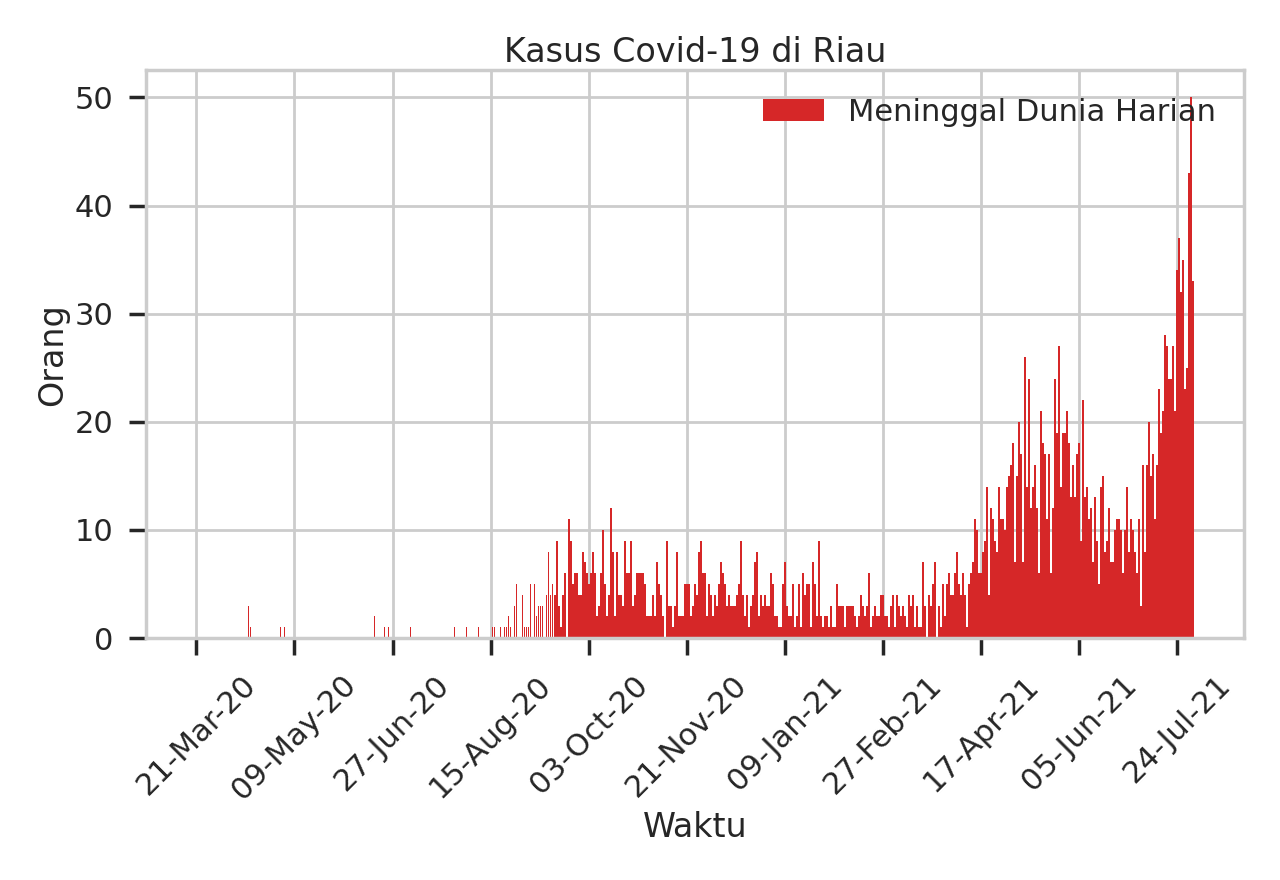 Kasus Covid-19 di Riau
Meninggal Dunia Harian
Orang
50
40
30
20
10
0
21-Mar-20
09-May-20
27-Jun-20
15-Aug-20
03-Oct-20
21-Nov-20
09-Jan-21
27-Feb-21
17-Apr-21
05-Jun-21
24-Jul-21
Waktu